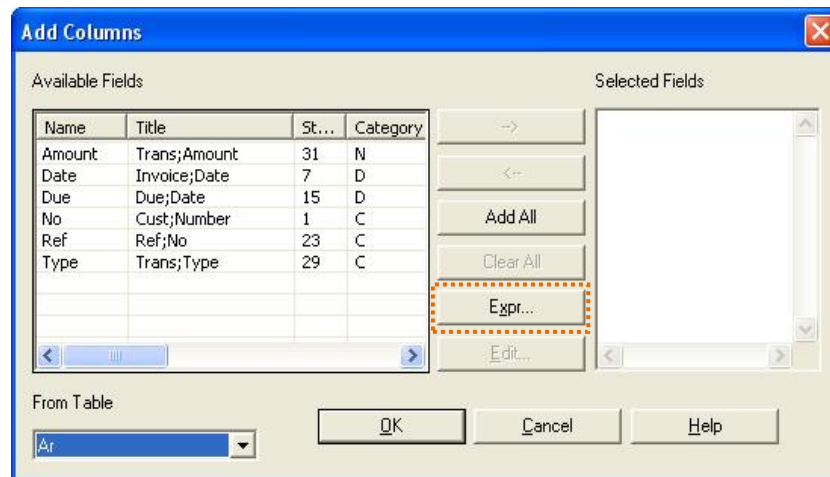 Add Columns
Available Fields
Selected Fields
Name Title St... Category
Amount Trans;Amount 31 N
Date Invoice;Date 7 D
Due Due;Date 15 D
No Cust;Number 1 C
Ref Ref;No 23 C
Type Trans;Type 29 C
-->
<--
Add All
Clear All
Expr...
Edit...
From Table
Ar
OK Cancel Help